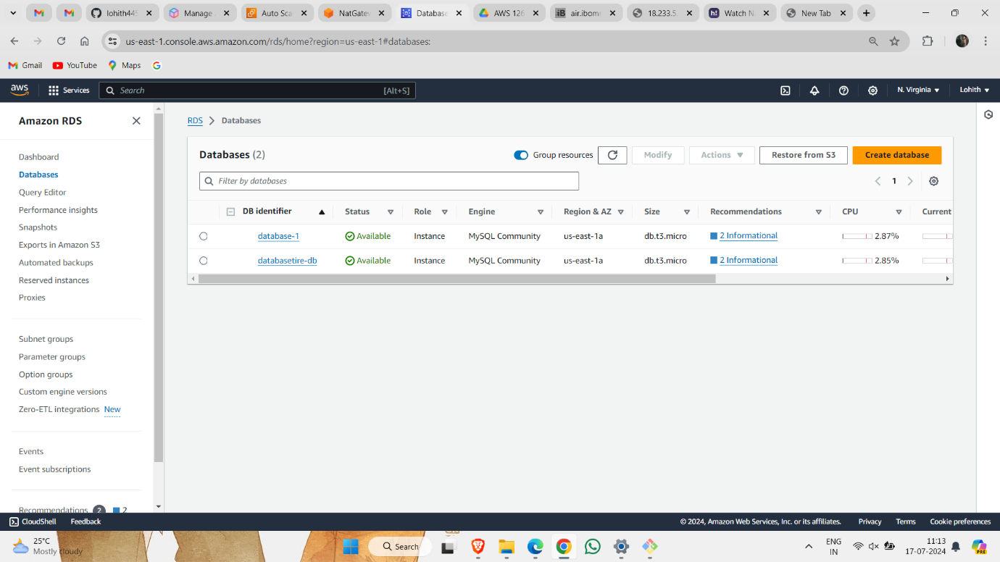 lohith445
Manage
Auto Sca
NatGatew
Database
AWS 126
iB
air.ibomm
18.233.5.
h!
Watch N
New Tab
us-east-1.console.aws.amazon.com/rds/home?region=us-east-1#databases:
Gmail
YouTube
Maps
aws
Services
Search
[Alt+S]
N. Virginia
Lohith
Amazon RDS
Dashboard
Databases
Query Editor
Performance insights
Snapshots
Exports in Amazon S3
Automated backups
Reserved instances
Proxies
Subnet groups
Parameter groups
Option groups
Custom engine versions
Zero-ETL integrations New
Events
Event subscriptions
Recommendations 2 2
RDS > Databases
Databases (2)
Group resources
Modify
Actions
Restore from S3
Create database
Filter by databases
1
DB identifier Status Role Engine Region & AZ Size Recommendations CPU Current
database-1 Available Instance MySQL Community us-east-1a db.t3.micro 2 Informational 2.87%
databasetire-db Available Instance MySQL Community us-east-1a db.t3.micro 2 Informational 2.85%
CloudShell Feedback
© 2024, Amazon Web Services, Inc. or its affiliates. Privacy Terms Cookie preferences
25°C
Mostly cloudy
Search
ENG
IN
11:13
17-07-2024
PRE